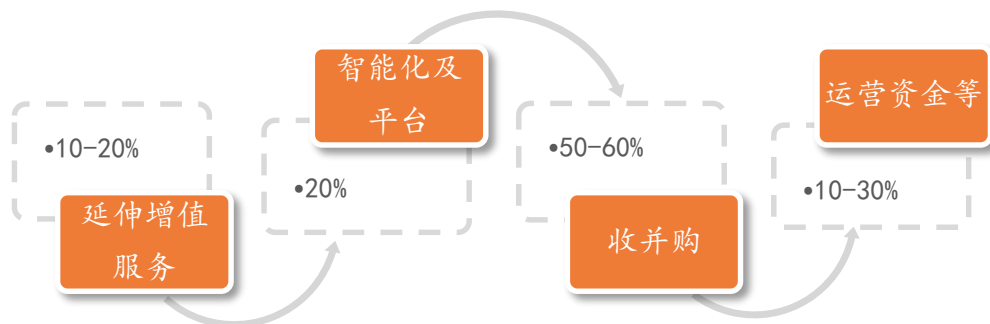 •10-20%
延伸增值
服务
智能化及
平台
•20%
•50-60%
收并购
运营资金等
•10-30%